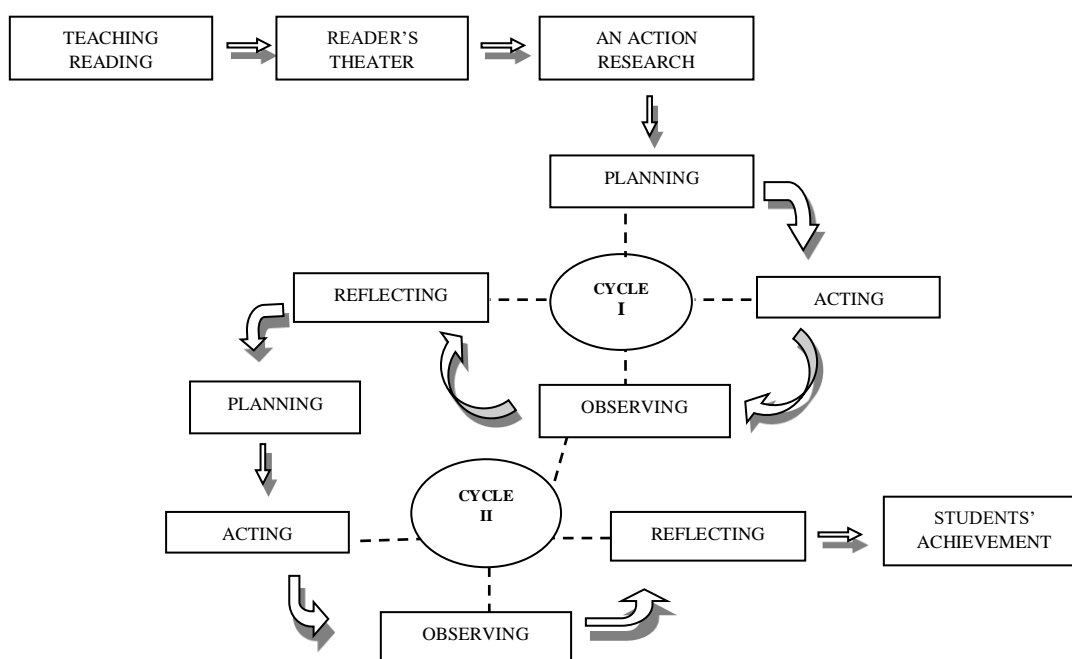 TEACHING
READING
READER’S
THEATER
AN ACTION
RESEARCH
PLANNING
REFLECTING
CYCLE
I
ACTING
PLANNING
OBSERVING
CYCLE
II
ACTING
REFLECTING
STUDENTS’
ACHIEVEMENT
OBSERVING